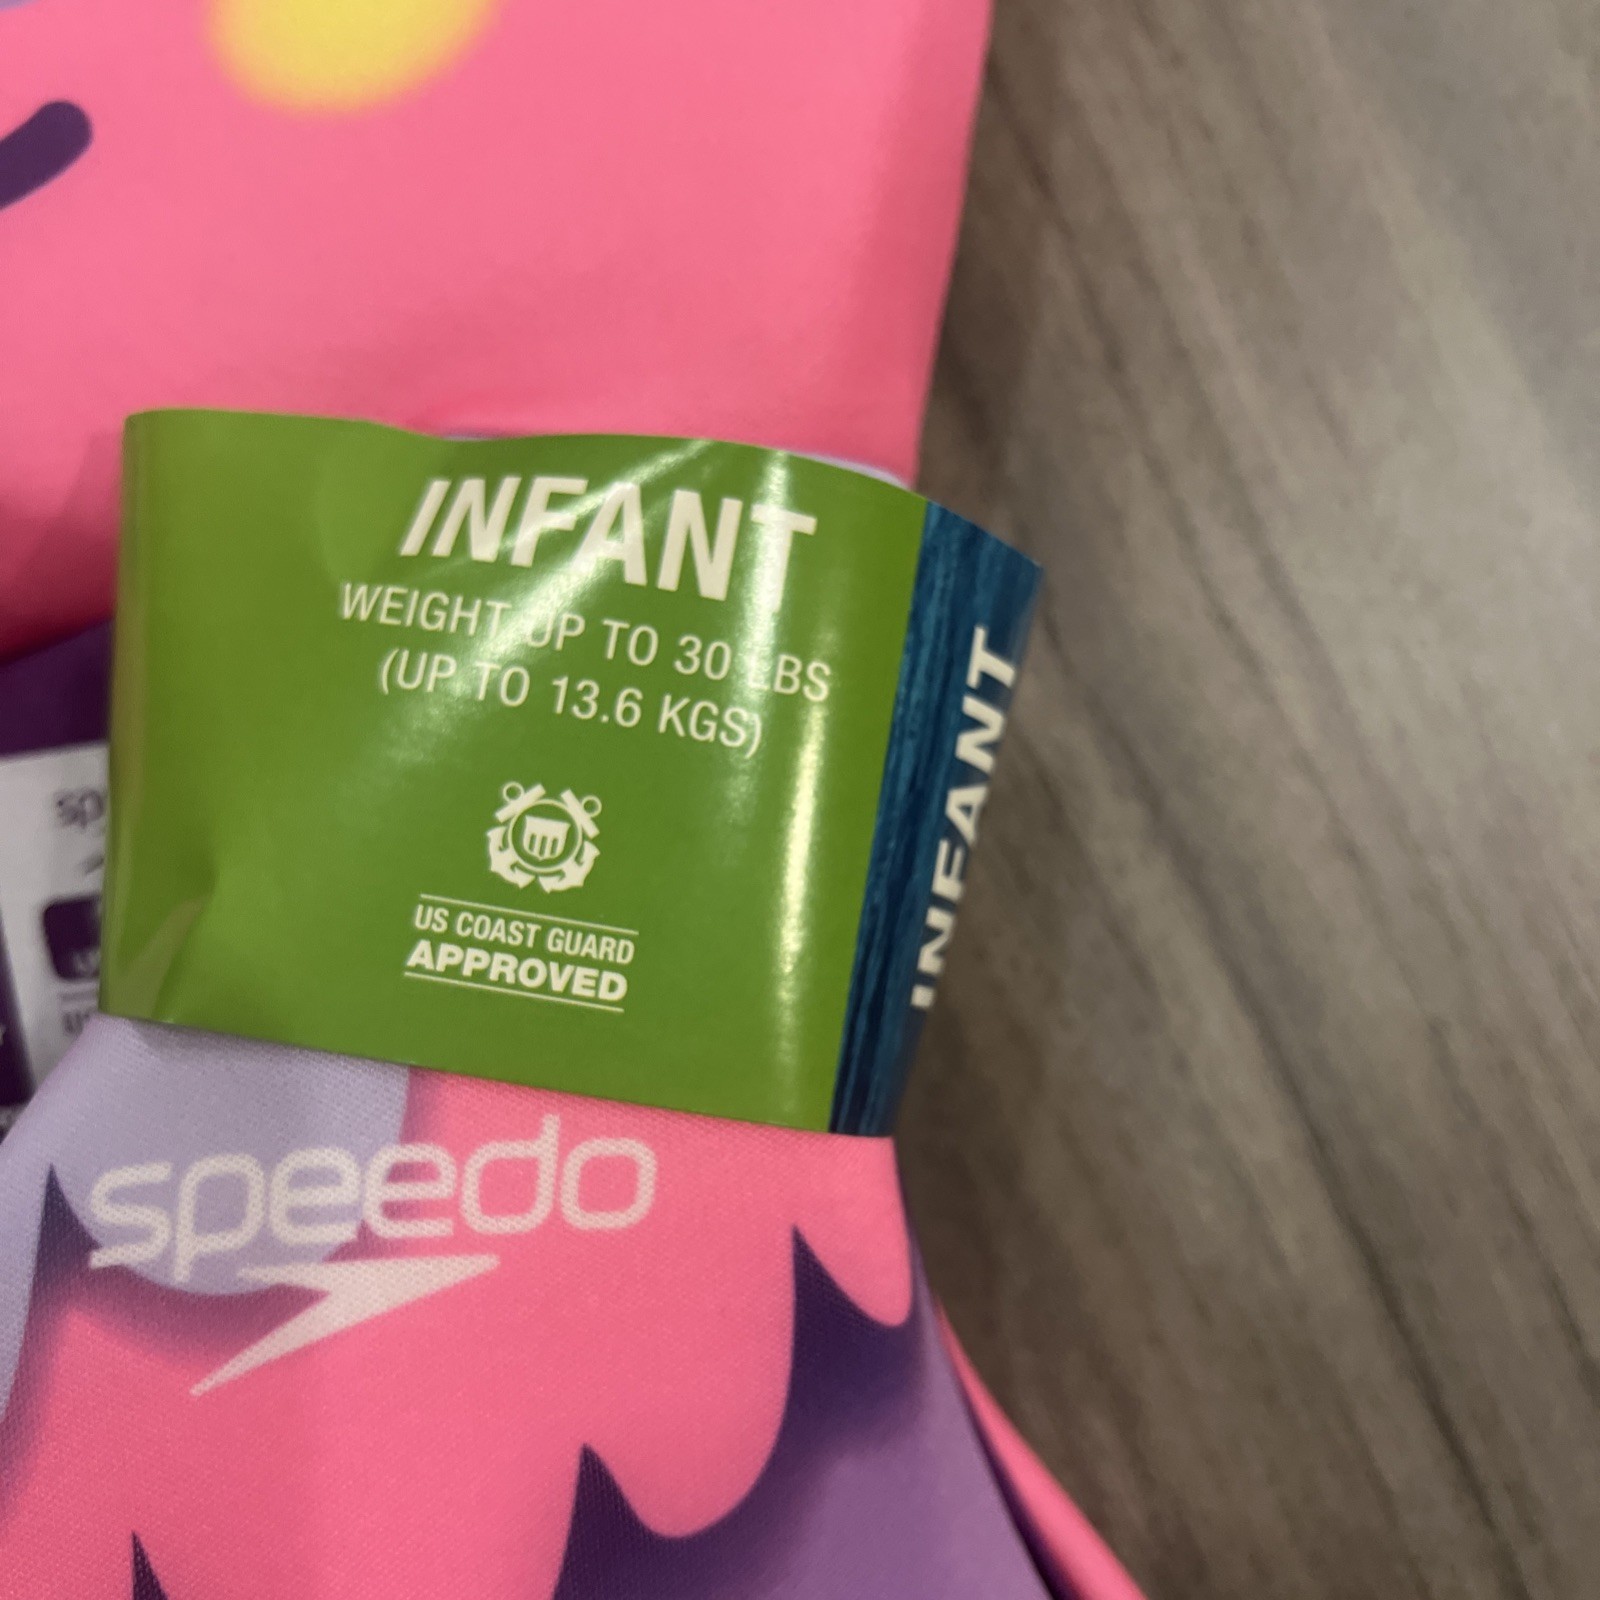 INFANT
WEIGHT UP TO 30 LBS
(UP TO 13.6 KGS)
US COAST GUARD
APPROVED
INFANT
speedo